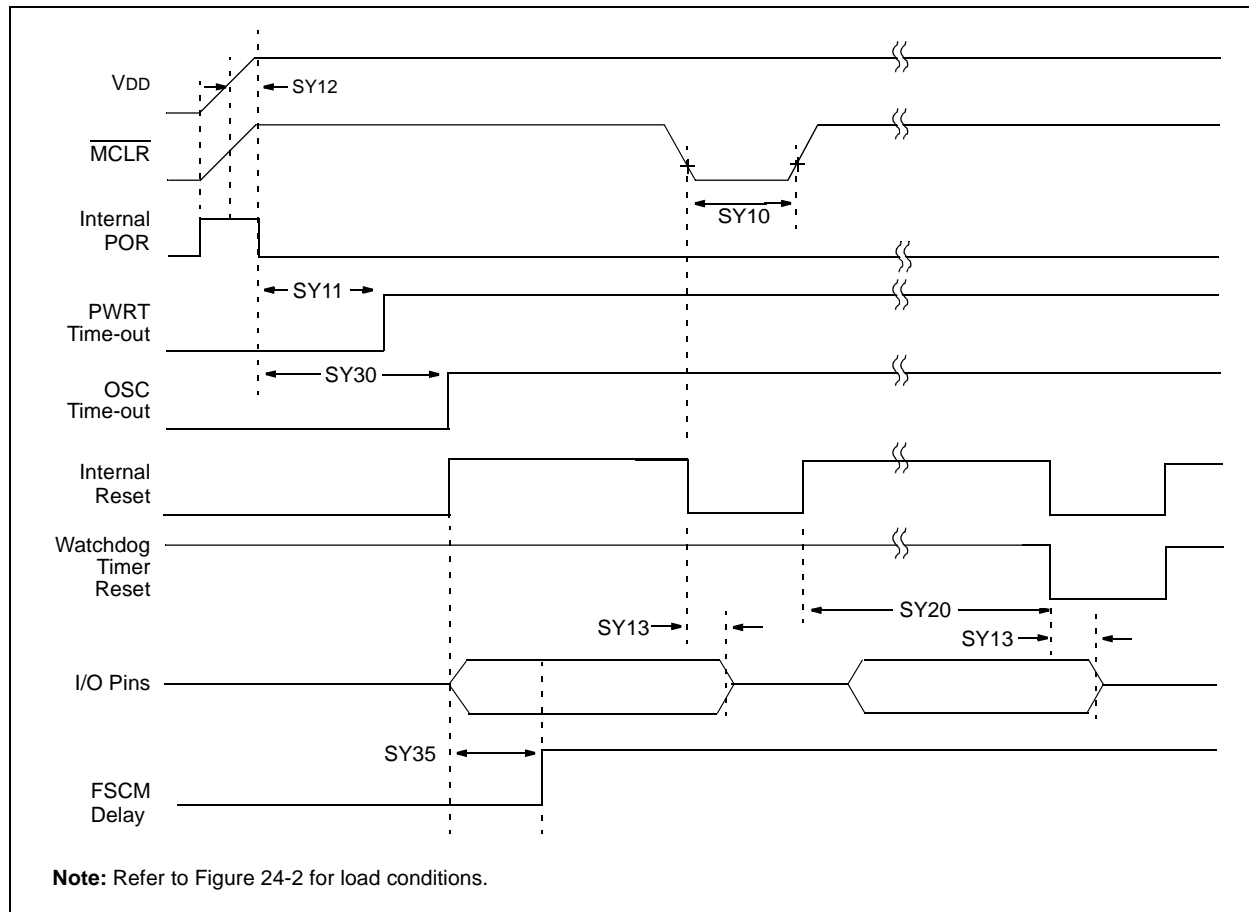 VDD
SY12
MCLR
SY10
Internal
POR
SY11
PWRT
Time-out
SY30
OSC
Time-out
Internal
Reset
Watchdog
Timer
Reset
SY20
SY13
SY13
I/O Pins
SY35
FSCM
Delay
Note: Refer to Figure 24-2 for load conditions.